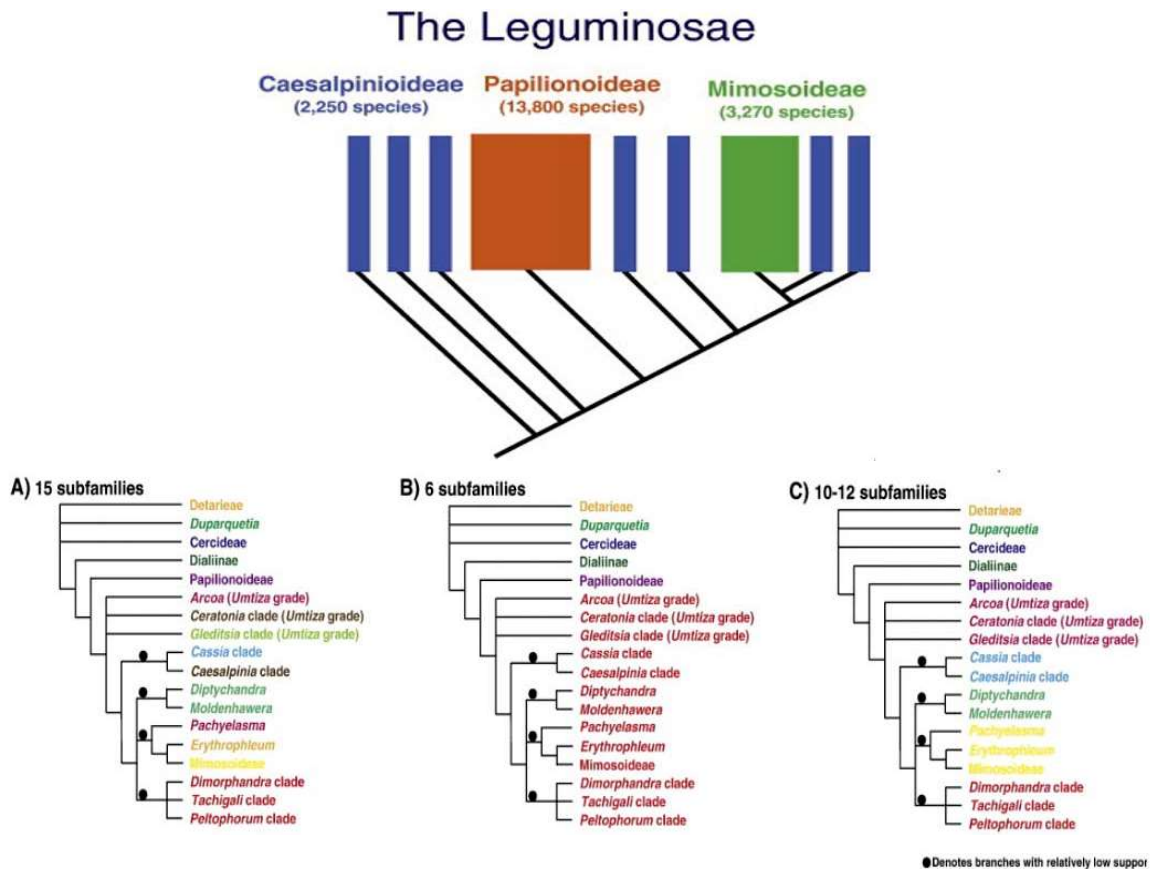 The Leguminosae
Caesalpinioideae
(2,250 species)
Papilionoideae
(13,800 species)
Mimosoideae
(3,270 species)
A) 15 subfamilies
Detarieae
Duparquetia
Cercideae
Dialiinae
Papilionoideae
Arcoa (Umtiza grade)
Ceratonia clade (Umtiza grade)
Gleditsia clade (Umtiza grade)
Cassia clade
Caesalpinia clade
Diptychandra
Moldenhawera
Pachyelasma
Erythrophleum
Mimosoideae
Dimorphandra clade
Tachigali clade
Peltophorum clade
B) 6 subfamilies
Detarieae
Duparquetia
Cercideae
Dialiinae
Papilionoideae
Arcoa (Umtiza grade)
Ceratonia clade (Umtiza grade)
Gleditsia clade (Umtiza grade)
Cassia clade
Caesalpinia clade
Diptychandra
Moldenhawera
Pachyelasma
Erythrophleum
Mimosoideae
Dimorphandra clade
Tachigali clade
Peltophorum clade
C) 10-12 subfamilies
Detarieae
Duparquetia
Cercideae
Dialiinae
Papilionoideae
Arcoa (Umtiza grade)
Ceratonia clade (Umtiza grade)
Gleditsia clade (Umtiza grade)
Cassia clade
Caesalpinia clade
Diptychandra
Moldenhawera
Pachyelasma
Erythrophleum
Mimosoideae
Dimorphandra clade
Tachigali clade
Peltophorum clade
Denotes branches with relatively low suppor